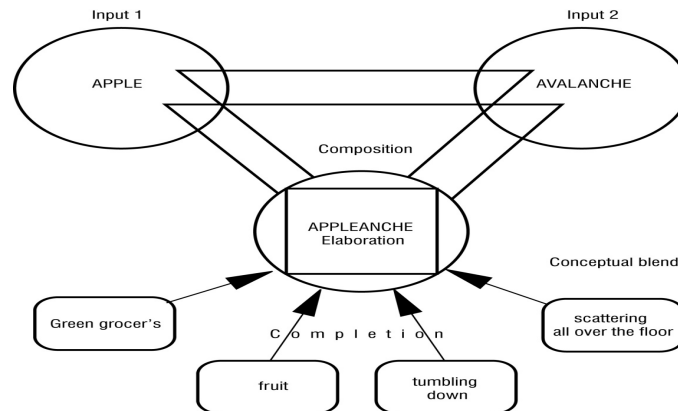 Input 1
Input 2
APPLE
AVALANCHE
Composition
APPLEANCHE
Elaboration
Conceptual blend
Green grocer's
scattering
all over the floor
Completion
fruit
tumbling
down